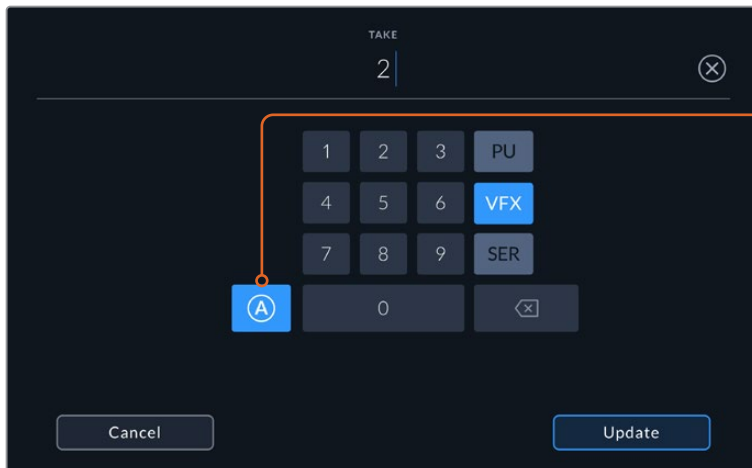 TAKE
2
1 2 3 PU
4 5 6 VFX
7 8 9 SER
A 0
Cancel Update